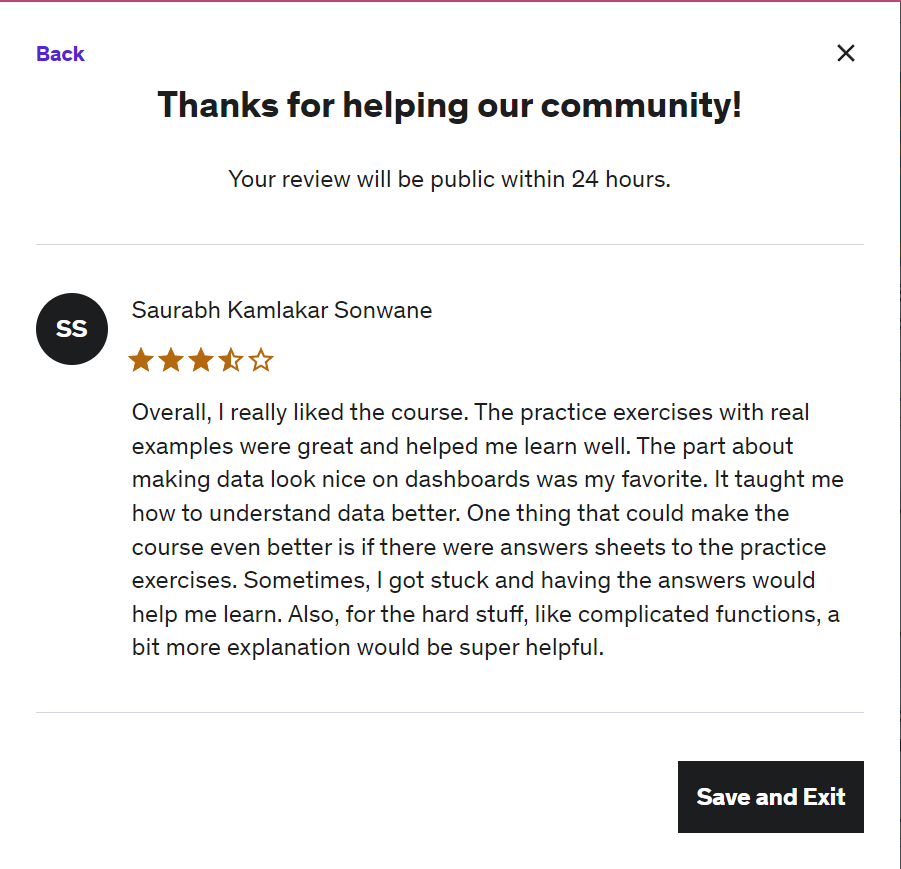 Back
Thanks for helping our community!
Your review will be public within 24 hours.
SS
Saurabh Kamlakar Sonwane
Overall, I really liked the course. The practice exercises with real
examples were great and helped me learn well. The part about
making data look nice on dashboards was my favorite. It taught me
how to understand data better. One thing that could make the
course even better is if there were answers sheets to the practice
exercises. Sometimes, I got stuck and having the answers would
help me learn. Also, for the hard stuff, like complicated functions, a
bit more explanation would be super helpful.
Save and Exit